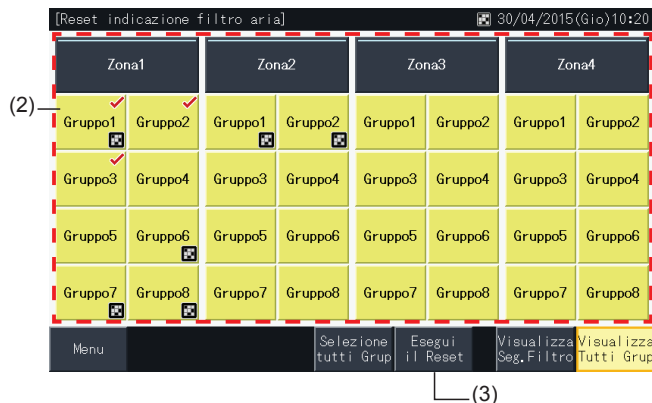 [Reset indicazione filtro aria] 30/04/2015(Gio)10:20
Zona1 Zona2 Zona3 Zona4
(2)
Gruppo1 Gruppo2 Gruppo1 Gruppo2 Gruppo1 Gruppo2 Gruppo1 Gruppo2
Gruppo3 Gruppo4 Gruppo3 Gruppo4 Gruppo3 Gruppo4 Gruppo3 Gruppo4
Gruppo5 Gruppo6 Gruppo5 Gruppo6 Gruppo5 Gruppo6 Gruppo5 Gruppo6
Gruppo7 Gruppo8 Gruppo7 Gruppo8 Gruppo7 Gruppo8 Gruppo7 Gruppo8
Menu
Selezione
tutti Grup
Esegui
il Reset
Visualizza
Seg.Filtro
Visualizza
Tutti Grup
(3)